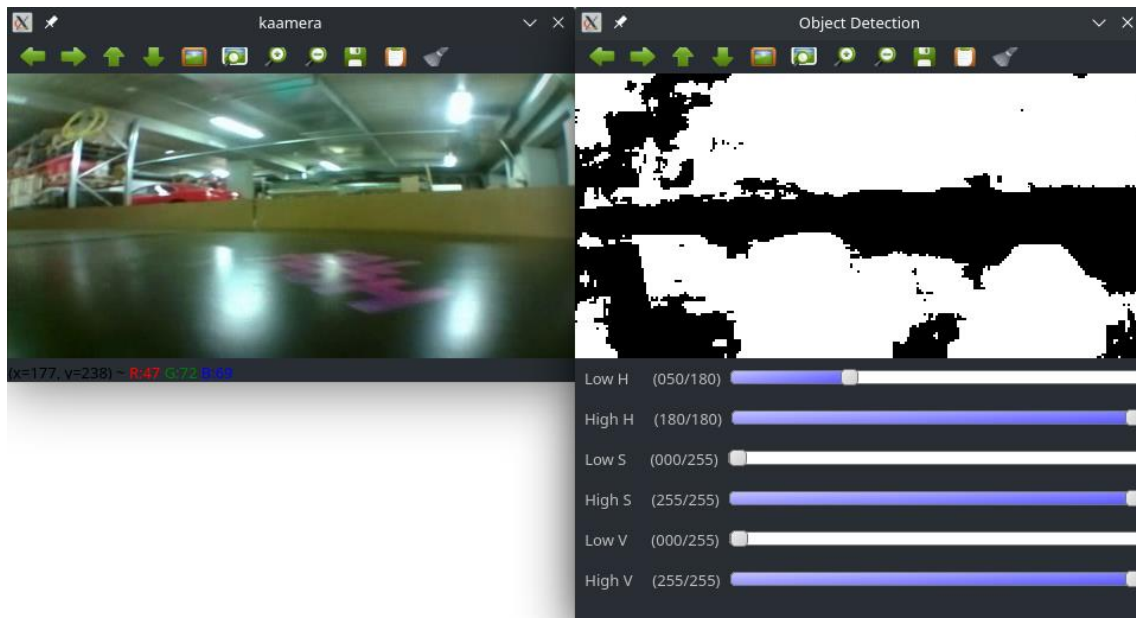 kaamera
(x=177, y=238) ~ R:47 G:72 B:69
Object Detection
Low H (050/180)
High H (180/180)
Low S (000/255)
High S (255/255)
Low V (000/255)
High V (255/255)